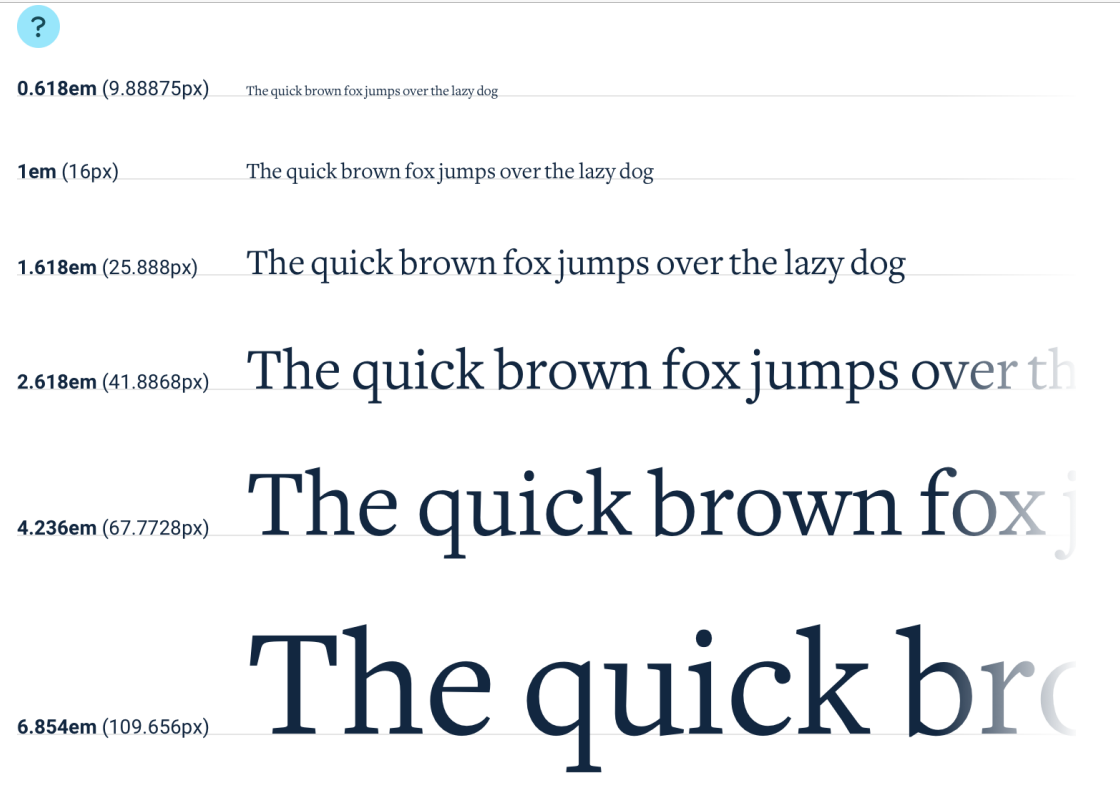 ?
0.618em (9.88875px) The quick brown fox jumps over the lazy dog
1em (16px) The quick brown fox jumps over the lazy dog
1.618em (25.888px) The quick brown fox jumps over the lazy dog
2.618em (41.8868px) The quick brown fox jumps over th
4.236em (67.7728px) The quick brown fox j
6.854em (109.656px) The quick bro